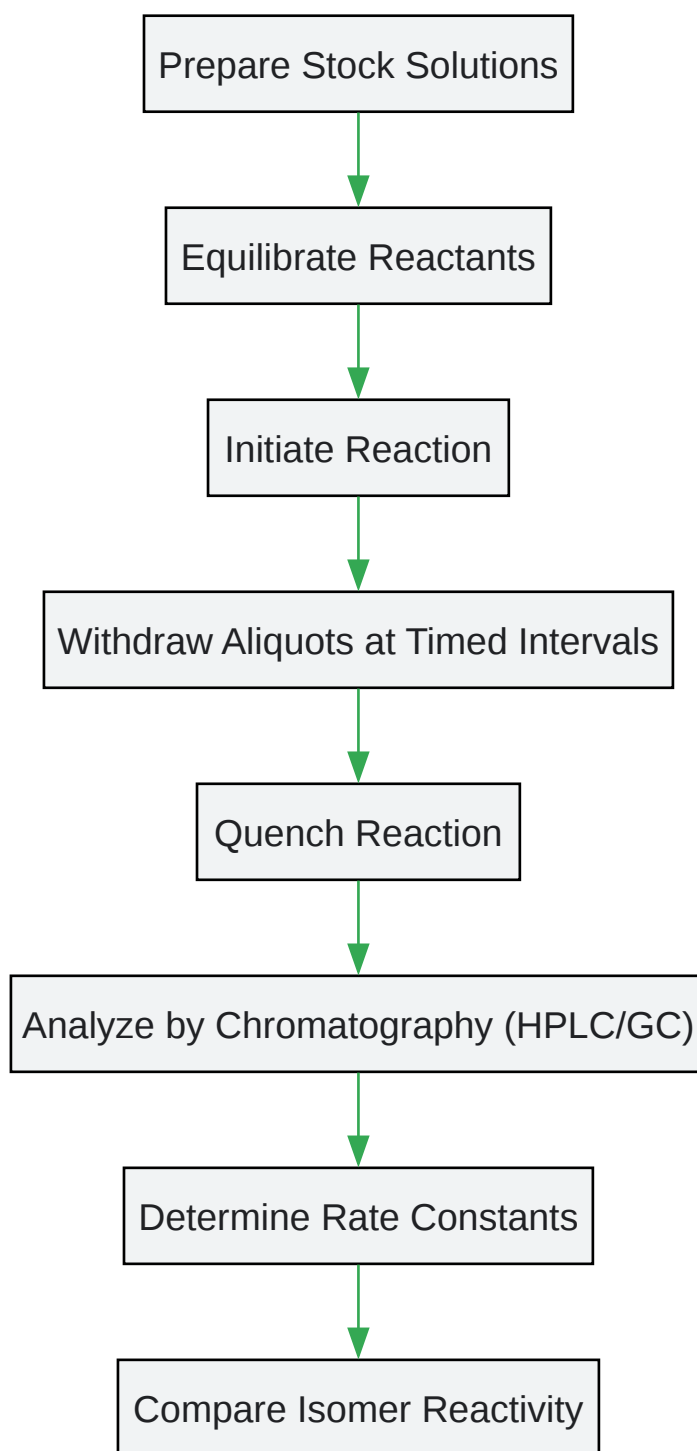 Prepare Stock Solutions
Equilibrate Reactants
Initiate Reaction
Withdraw Aliquots at Timed Intervals
Quench Reaction
Analyze by Chromatography (HPLC/GC)
Determine Rate Constants
Compare Isomer Reactivity